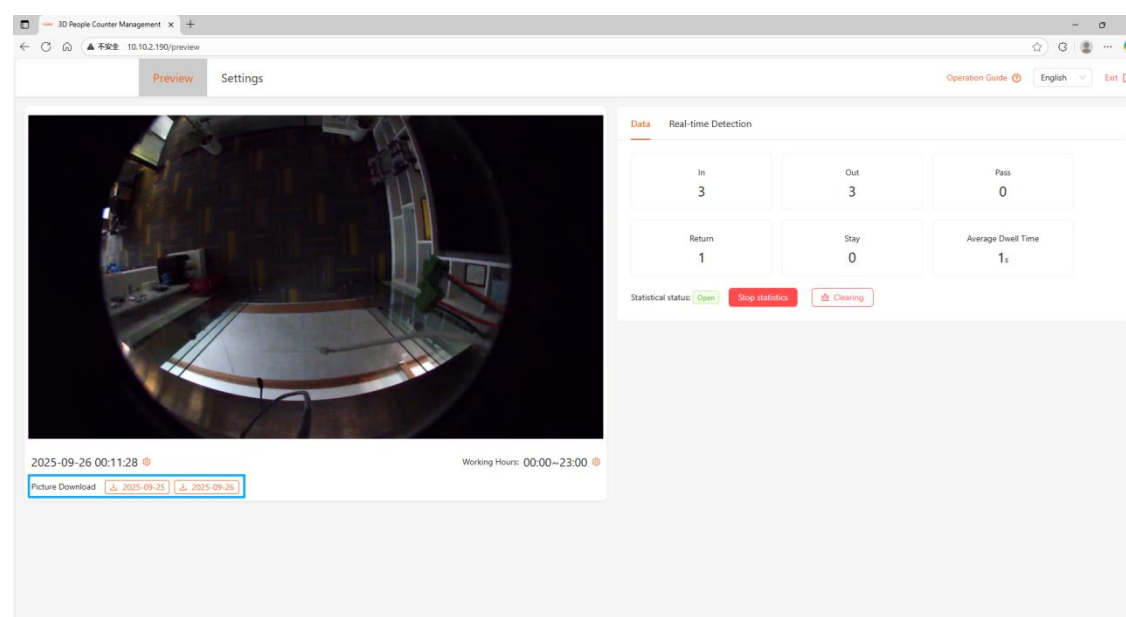 3D People Counter Management
不安全 10.10.2.190/preview
Preview Settings
Operation Guide English Exit
Data Real-time Detection
In
3
Out
3
Pass
0
Return
1
Stay
0
Average Dwell Time
1s
Statistical status: Open Stop statistics Clearing
2025-09-26 00:11:28
Working Hours: 00:00~23:00
Picture Download 2025-09-25 2025-09-26